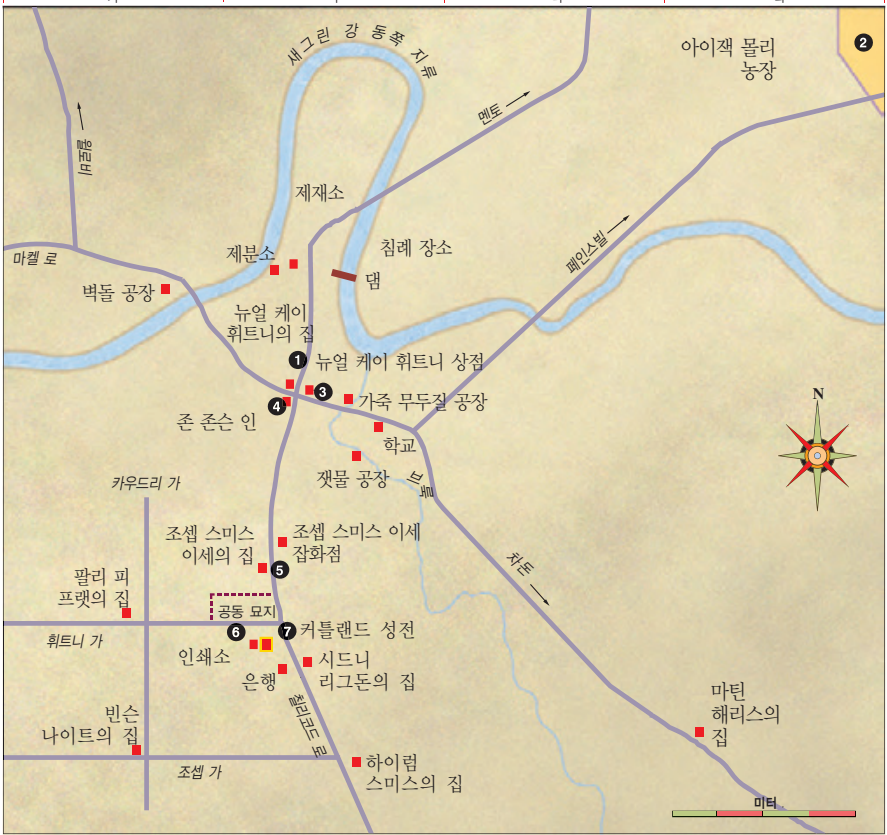 새그린 강 동쪽 지류
아이잭 몰리
농장
2
멘토
윌로비
제재소
마켈 로
제분소
침례 장소
페인스빌
벽돌 공장
댐
뉴얼 케이
휘트니의 집
1
뉴얼 케이 휘트니 상점
3
4
가죽 무두질 공장
존 존슨 인
학교
N
잿물 공장
브룩
카우드리 가
조셉 스미스
이세의 집
조셉 스미스 이세
잡화점
5
차돈
팔리 피
프랫의 집
공동 묘지
휘트니 가
6
7
커틀랜드 성전
인쇄소
은행
시드니
리그돈의 집
빈슨
나이트의 집
칠리코드 로
마틴
해리스의
집
조셉 가
하이럼
스미스의 집
미터